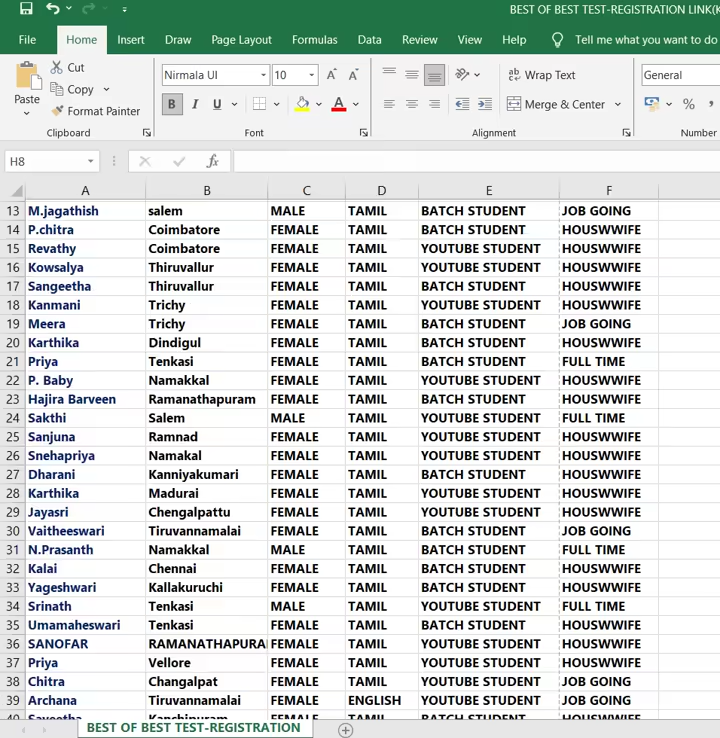 BEST OF BEST TEST-REGISTRATION LINK(K
File Home Insert Draw Page Layout Formulas Data Review View Help Tell me what you want to do
Paste Cut Nirmala UI 10 A A ab Wrap Text General
Copy
Format Painter B I U A Merge & Center % ,
Clipboard Font Alignment Number
H8 fx
A B C D E F
13 M.jagathish salem MALE TAMIL BATCH STUDENT JOB GOING
14 P.chitra Coimbatore FEMALE TAMIL BATCH STUDENT HOUSWWIFE
15 Revathy Coimbatore FEMALE TAMIL YOUTUBE STUDENT HOUSWWIFE
16 Kowsalya Thiruvallur FEMALE TAMIL YOUTUBE STUDENT HOUSWWIFE
17 Sangeetha Thiruvallur FEMALE TAMIL BATCH STUDENT HOUSWWIFE
18 Kanmani Trichy FEMALE TAMIL YOUTUBE STUDENT HOUSWWIFE
19 Meera Trichy FEMALE TAMIL BATCH STUDENT JOB GOING
20 Karthika Dindigul FEMALE TAMIL BATCH STUDENT HOUSWWIFE
21 Priya Tenkasi FEMALE TAMIL BATCH STUDENT FULL TIME
22 P. Baby Namakkal FEMALE TAMIL YOUTUBE STUDENT HOUSWWIFE
23 Hajira Barveen Ramanathapuram FEMALE TAMIL BATCH STUDENT HOUSWWIFE
24 Sakthi Salem MALE TAMIL YOUTUBE STUDENT FULL TIME
25 Sanjuna Ramnad FEMALE TAMIL YOUTUBE STUDENT HOUSWWIFE
26 Snehapriya Namakal FEMALE TAMIL YOUTUBE STUDENT HOUSWWIFE
27 Dharani Kanniyakumari FEMALE TAMIL BATCH STUDENT HOUSWWIFE
28 Karthika Madurai FEMALE TAMIL YOUTUBE STUDENT HOUSWWIFE
29 Jayasri Chengalpattu FEMALE TAMIL YOUTUBE STUDENT HOUSWWIFE
30 Vaitheeswari Tiruvannamalai FEMALE TAMIL BATCH STUDENT JOB GOING
31 N.Prasanth Namakkal MALE TAMIL BATCH STUDENT FULL TIME
32 Kalai Chennai FEMALE TAMIL BATCH STUDENT HOUSWWIFE
33 Yageshwari Kallakuruchi FEMALE TAMIL BATCH STUDENT HOUSWWIFE
34 Srinath Tenkasi MALE TAMIL YOUTUBE STUDENT FULL TIME
35 Umamaheswari Tenkasi FEMALE TAMIL BATCH STUDENT HOUSWWIFE
36 SANOFAR RAMANATHAPURA FEMALE TAMIL YOUTUBE STUDENT HOUSWWIFE
37 Priya Vellore FEMALE TAMIL YOUTUBE STUDENT HOUSWWIFE
38 Chitra Changalpat FEMALE TAMIL YOUTUBE STUDENT JOB GOING
39 Archana Tiruvannamalai FEMALE ENGLISH YOUTUBE STUDENT JOB GOING
40 Saveetha Kanchipuram FEMALE TAMIL BATCH STUDENT HOUSWWIFE
BEST OF BEST TEST-REGISTRATION